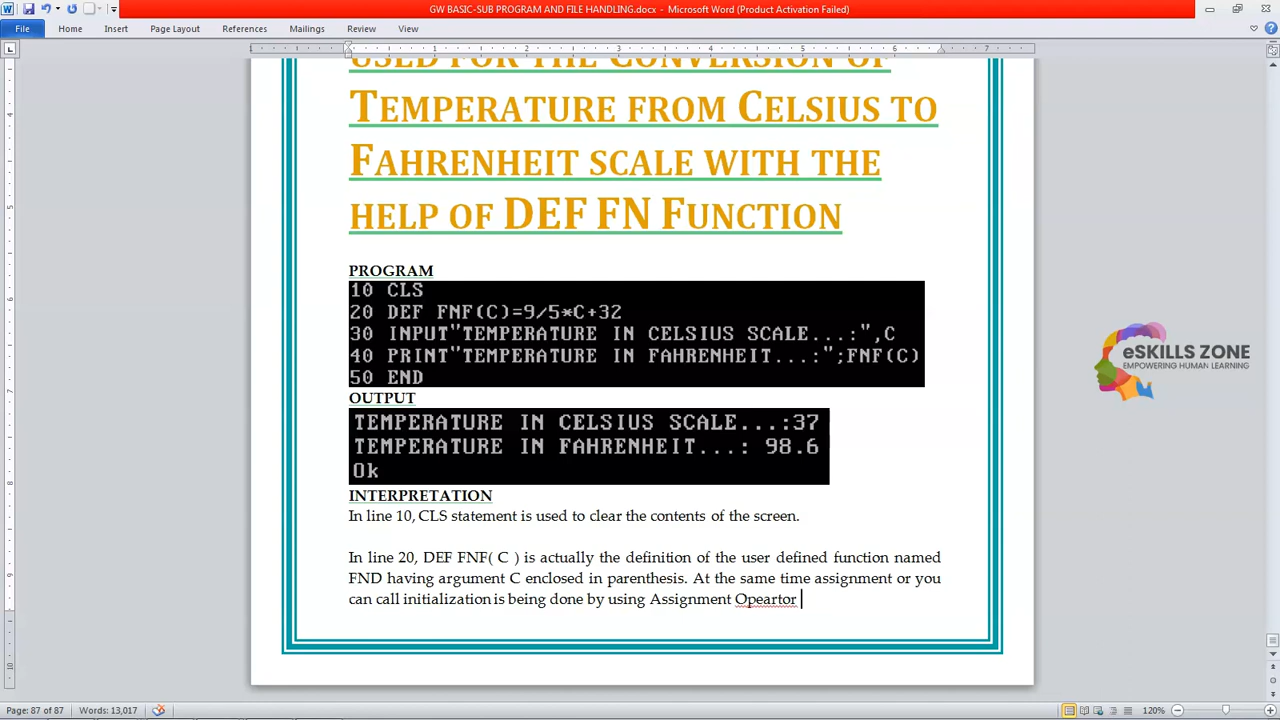 GW BASIC-SUB PROGRAM AND FILE HANDLING.docx - Microsoft Word (Product Activation Failed)
File Home Insert Page Layout References Mailings Review View
USED FOR THE CONVERSION OF
TEMPERATURE FROM CELSIUS TO
FAHRENHEIT SCALE WITH THE
HELP OF DEF FN FUNCTION
PROGRAM
10 CLS
20 DEF FNF(C)=9/5*C+32
30 INPUT"TEMPERATURE IN CELSIUS SCALE...:",C
40 PRINT"TEMPERATURE IN FAHRENHEIT...:";FNF(C)
50 END
OUTPUT
TEMPERATURE IN CELSIUS SCALE...:37
TEMPERATURE IN FAHRENHEIT...: 98.6
Ok
INTERPRETATION
In line 10, CLS statement is used to clear the contents of the screen.
In line 20, DEF FNF( C ) is actually the definition of the user defined function named
FND having argument C enclosed in parenthesis. At the same time assignment or you
can call initialization is being done by using Assignment Opeartor
eSKILLS ZONE
EMPOWERING HUMAN LEARNING
Page: 87 of 87 Words: 13,017 120%